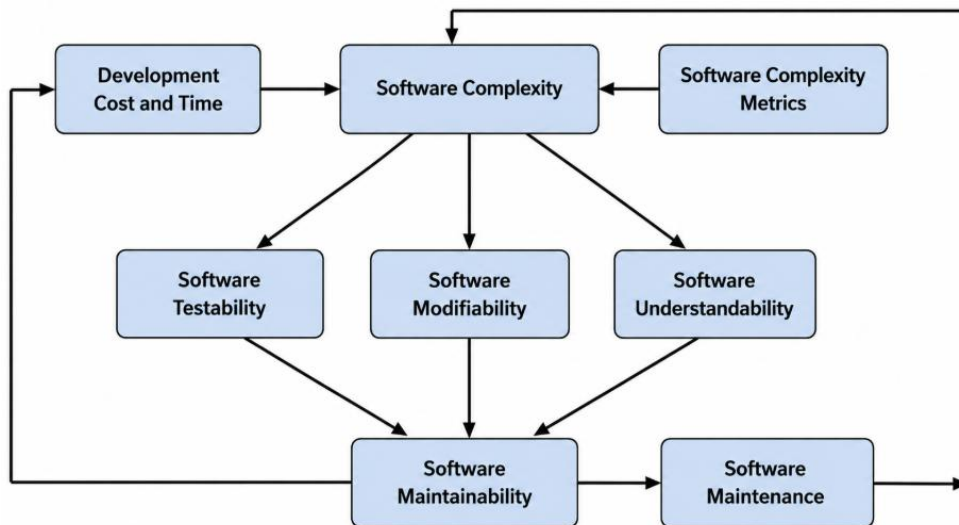 Development
Cost and Time
Software Complexity
Software Complexity
Metrics
Software
Testability
Software
Modifiability
Software
Understandability
Software
Maintainability
Software
Maintenance